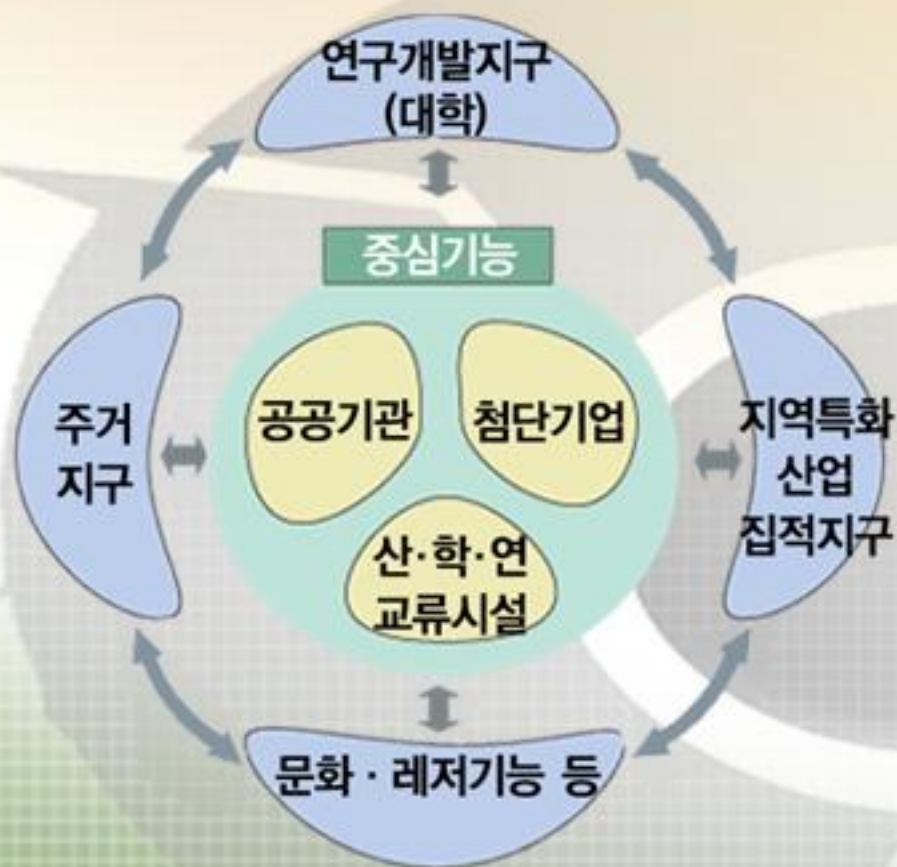 연구개발지구
(대학)
중심기능
공공기관
첨단기업
산·학·연
교류시설
주거
지구
지역특화
산업
집적지구
문화·레저기능 등